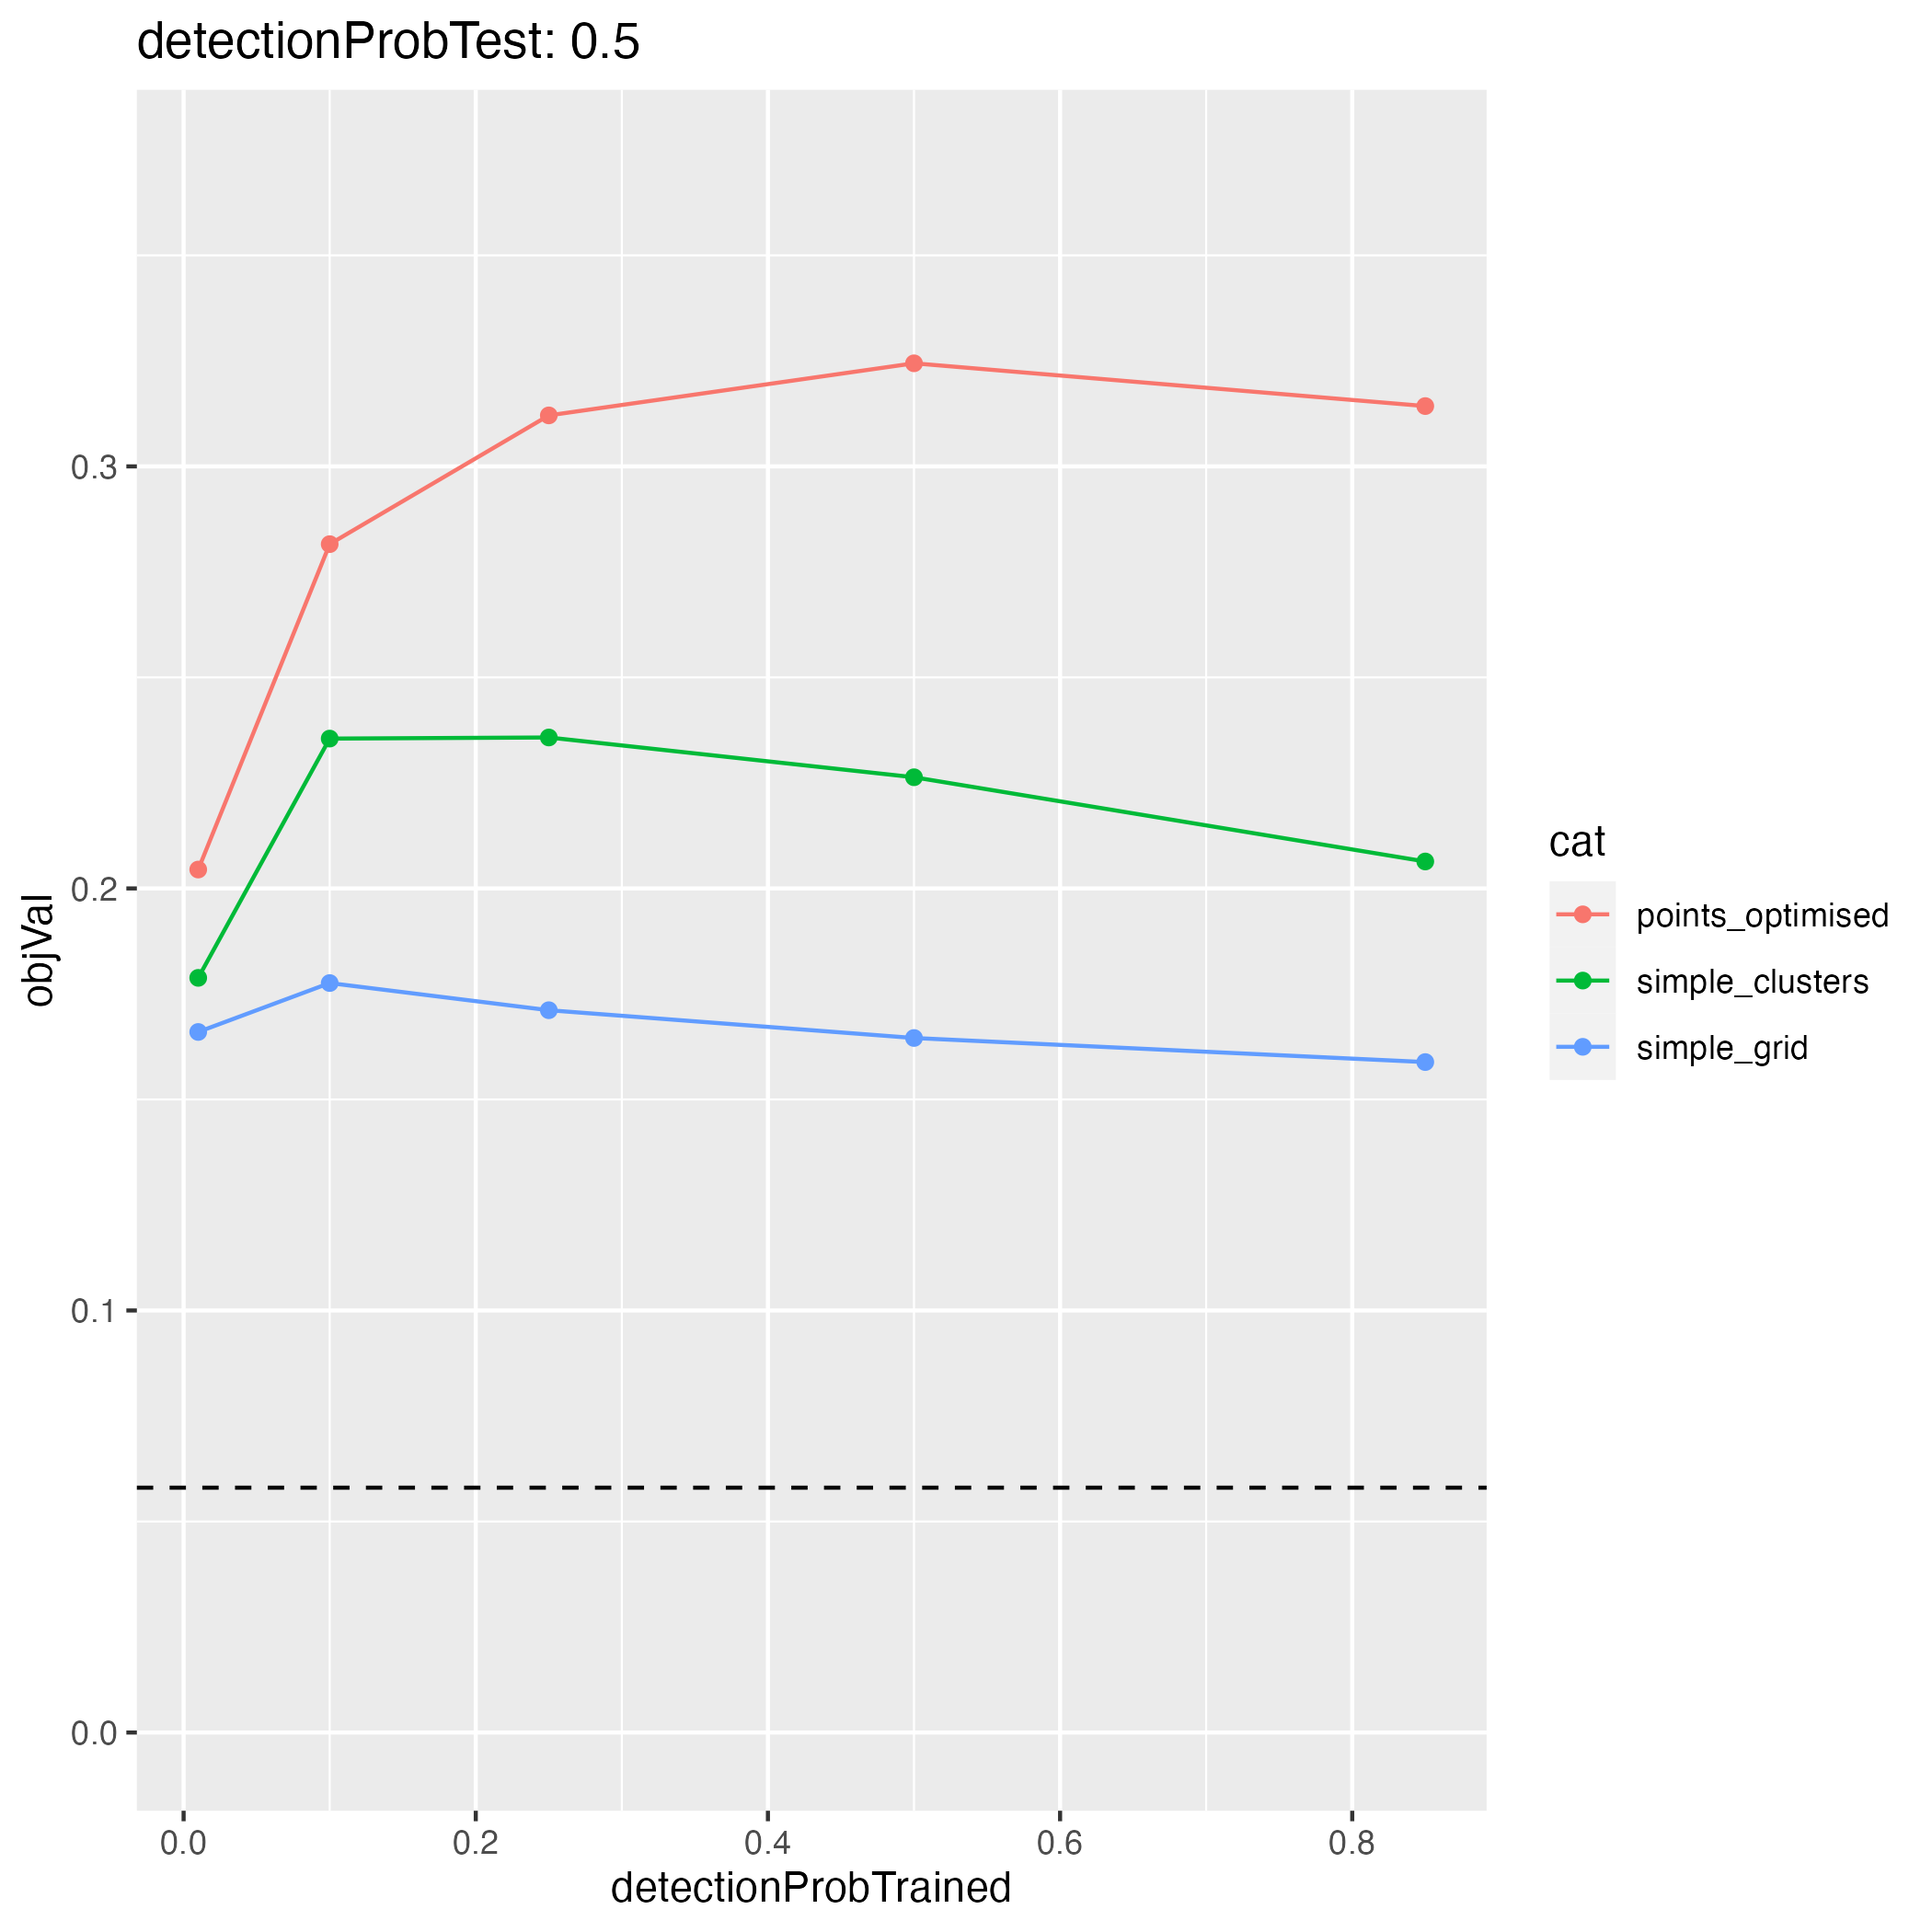 detectionProbTest: 0.5
objVal
0.3
0.2
0.1
0.0
0.0 0.2 0.4 0.6 0.8
detectionProbTrained
cat
points_optimised
simple_clusters
simple_grid